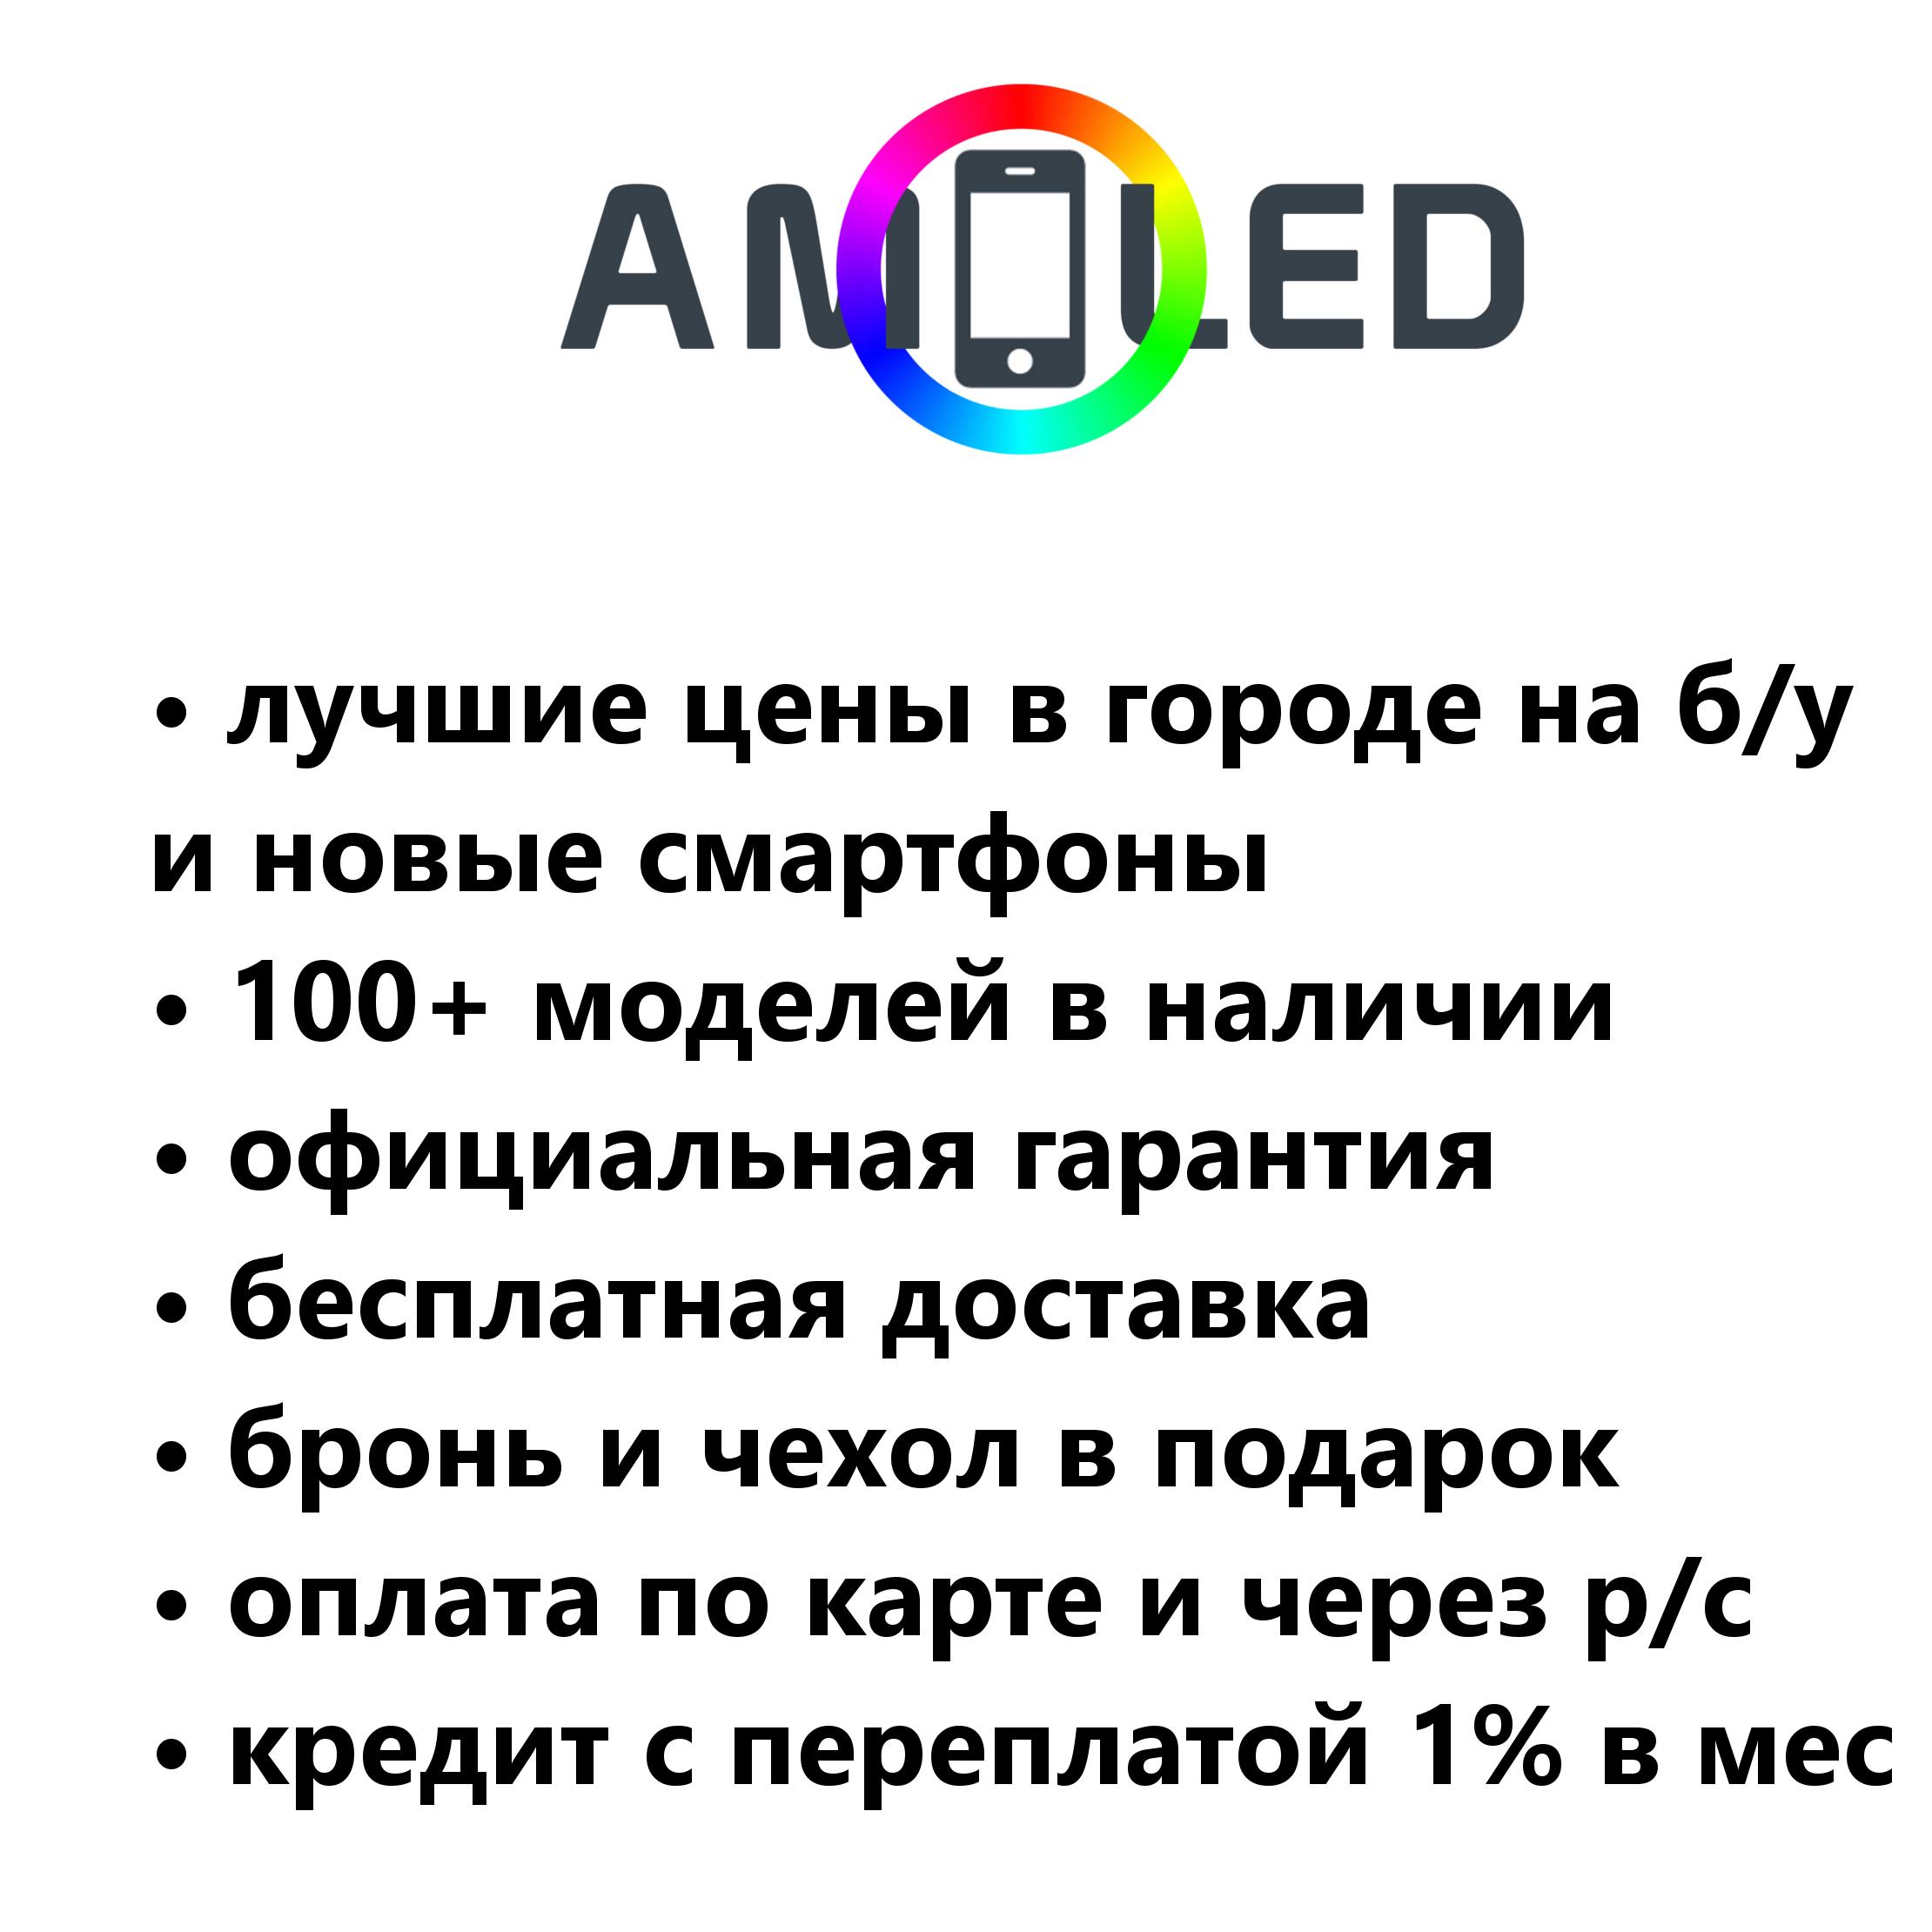 AMOLED
• лучшие цены в городе на б/у
и новые смартфоны
• 100+ моделей в наличии
• официальная гарантия
• бесплатная доставка
• бронь и чехол в подарок
• оплата по карте и через р/с
• кредит с переплатой 1% в мес